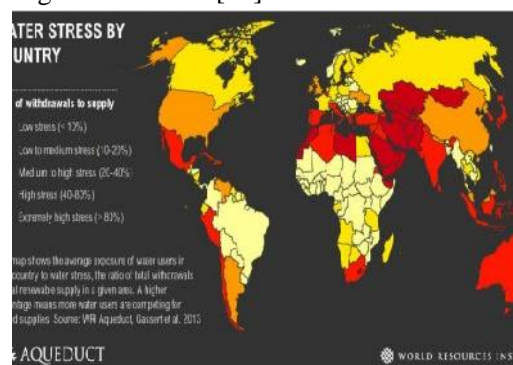 ATER STRESS BY
UNTRY
of withdrawals to supply
Low stress (< 10%)
Low to medium stress (10-20%)
Medium to high stress (20-40%)
High stress (40-80%)
Extremely high stress (> 80%)
map shows the average exposure of water users in
country to water stress, the ratio of total withdrawals
l renewable supply in a given area. A higher
ntage means more water users are competing for
d supplies. Source: WRI Aqueduct, Gassert et al. 2013
AQUEDUCT
WORLD RESOURCES INS